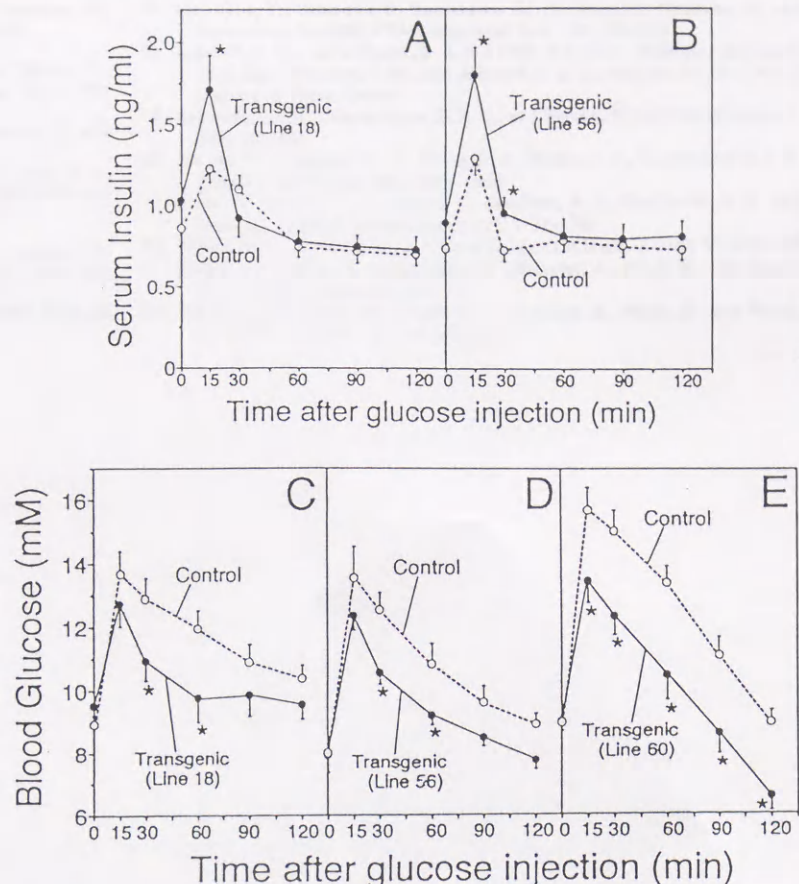 A
B
Serum Insulin (ng/ml)
2.0
1.5
1.0
0.5
0
*
Transgenic
(Line 18)
Control
*
Transgenic
(Line 56)
*
Control
0 15 30 60 90 120
0 15 30 60 90 120
Time after glucose injection (min)
C
D
E
Blood Glucose (mM)
16
14
12
10
8
6
Control
*
*
Transgenic
(Line 18)
Control
*
*
Transgenic
(Line 56)
Control
*
*
*
*
*
Transgenic
(Line 60)
0 15 30 60 90 120
0 15 30 60 90 120
0 15 30 60 90 120
Time after glucose injection (min)